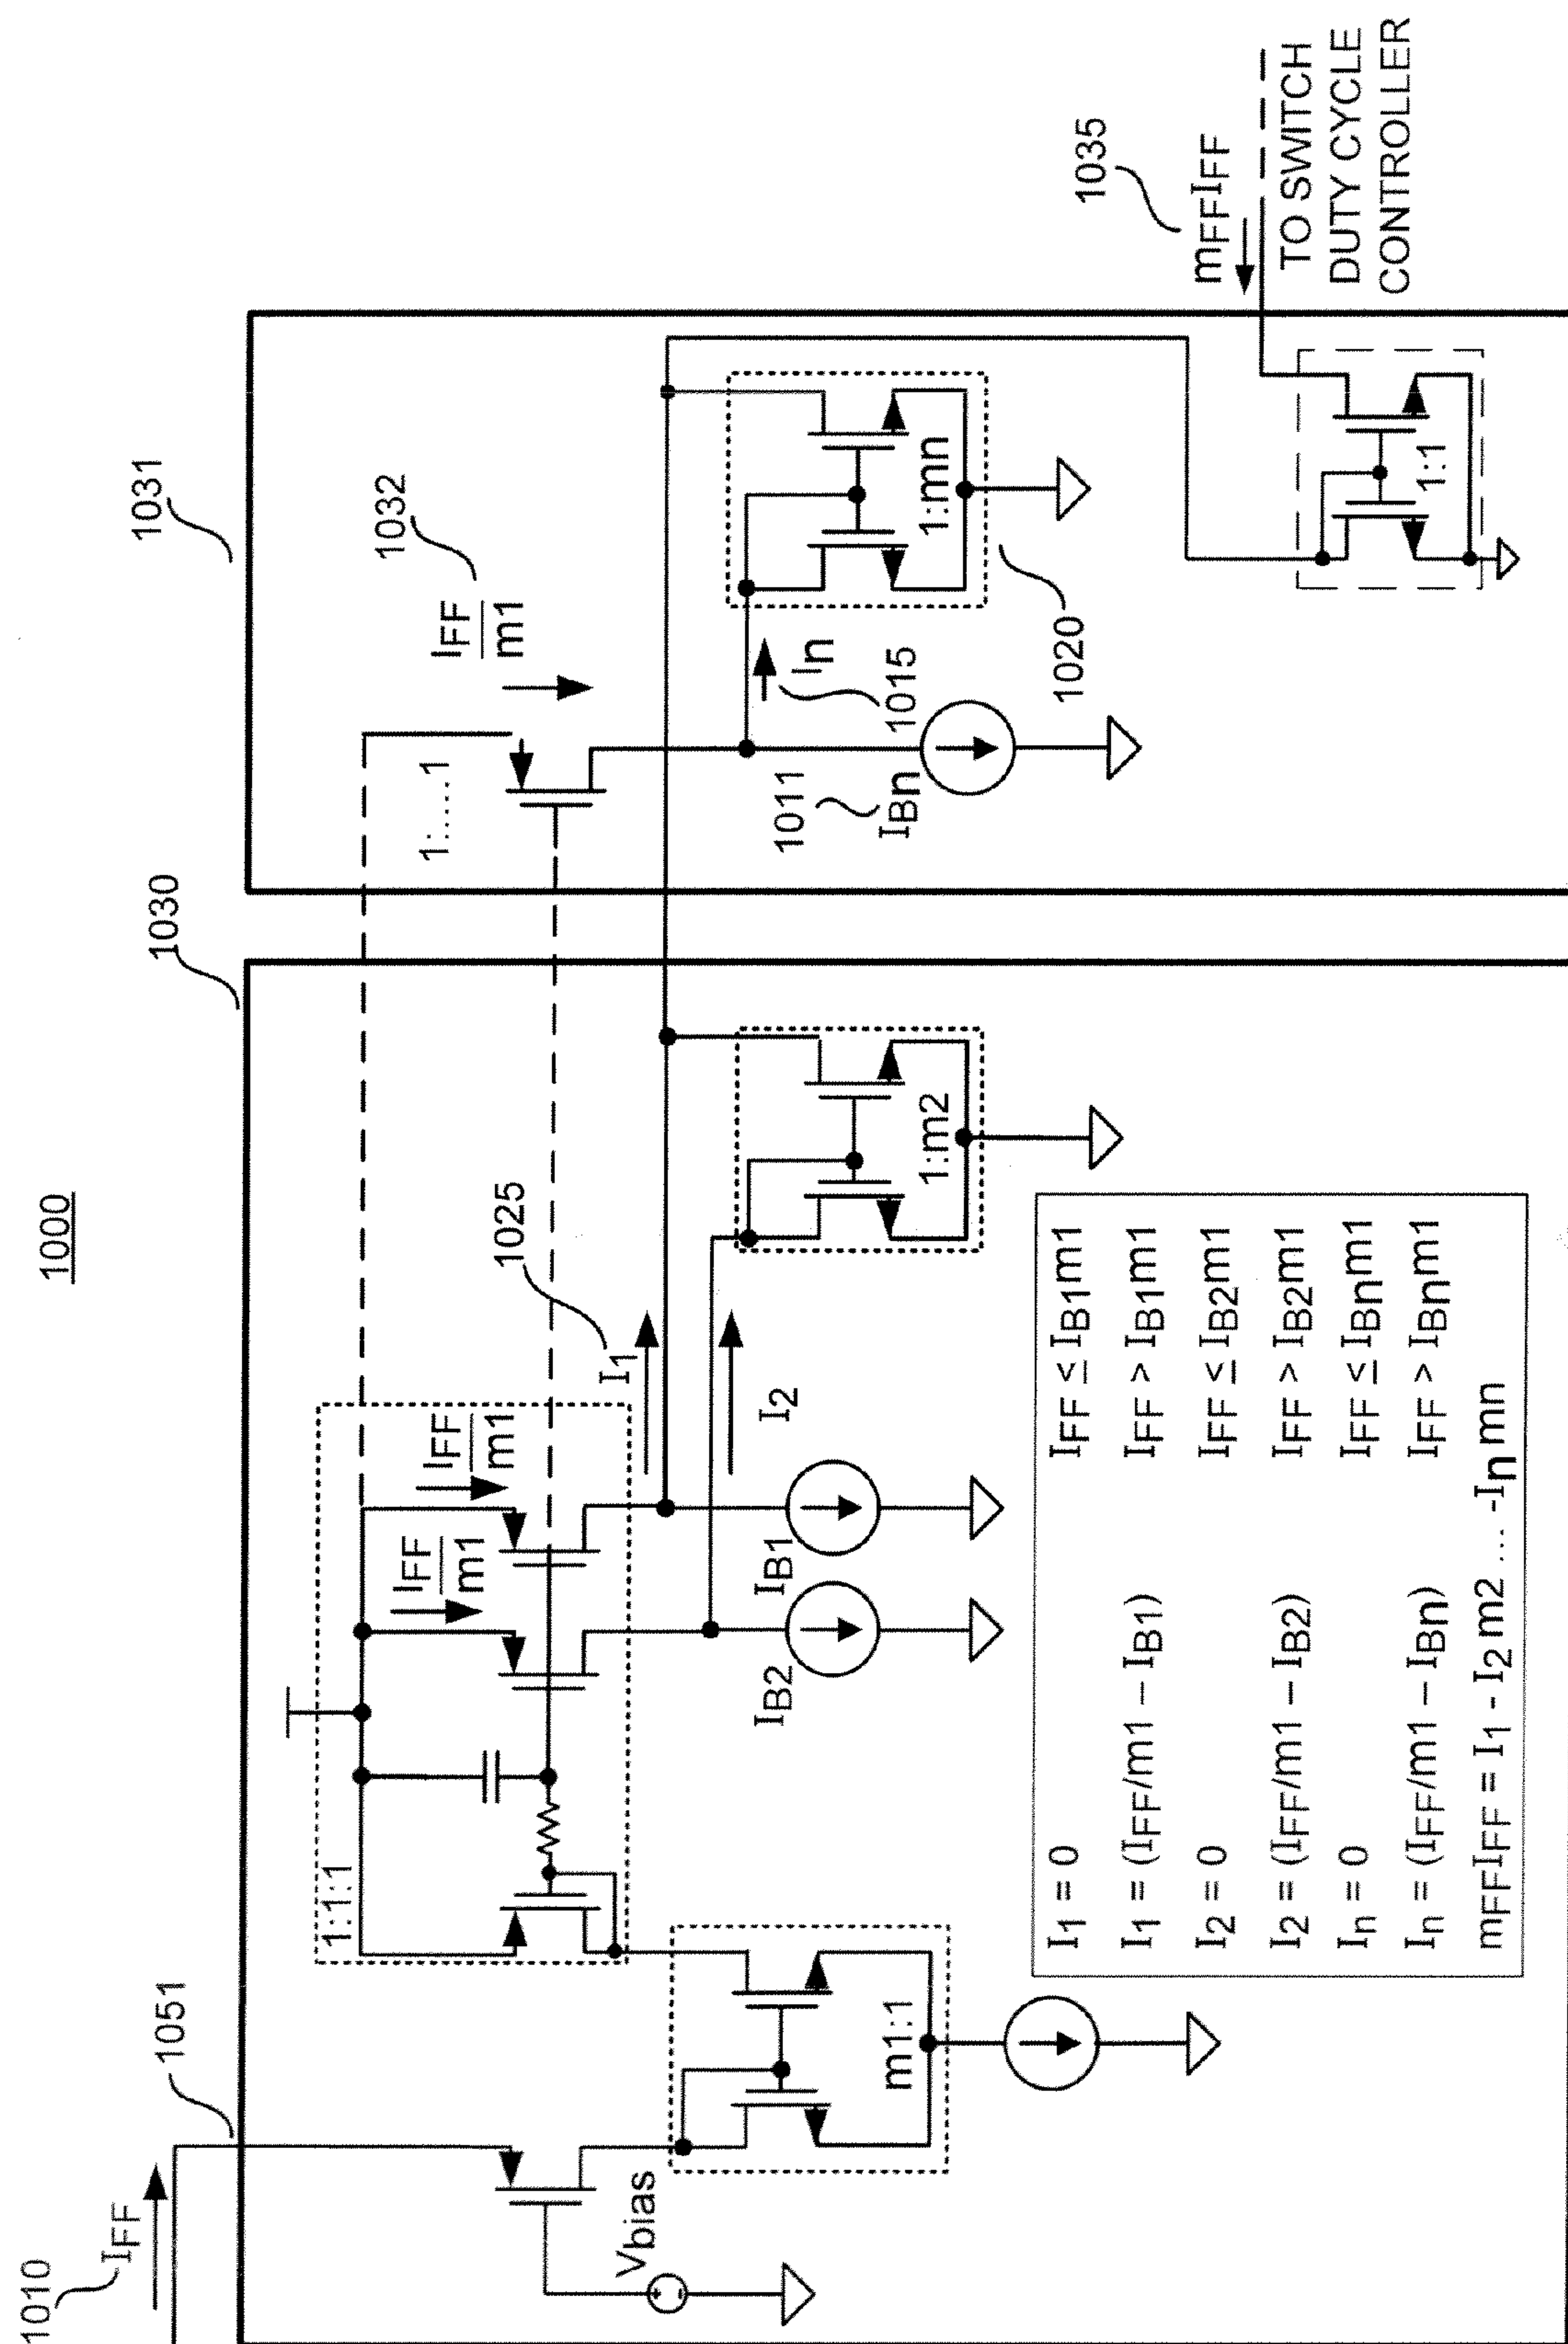 1000
1010
IFF
1051
1030
1031
1:1:1
IFF
m1
IFF
m1
1:.....1
IFF
m1
1032
I1
1025
I2
In
1015
1011
IBn
IB2
IB1
Vbias
m1:1
1:m2
1:mn
1020
1:1
1035
mFFIFF
TO SWITCH
DUTY CYCLE
CONTROLLER
I1 = 0 IFF ≤ IB1m1
I1 = (IFF/m1 – IB1) IFF > IB1m1
I2 = 0 IFF ≤ IB2m1
I2 = (IFF/m1 – IB2) IFF > IB2m1
In = 0 IFF ≤ IBnm1
In = (IFF/m1 – IBn) IFF > IBnm1
mFFIFF = I1 - I2m2 ... -Inmn